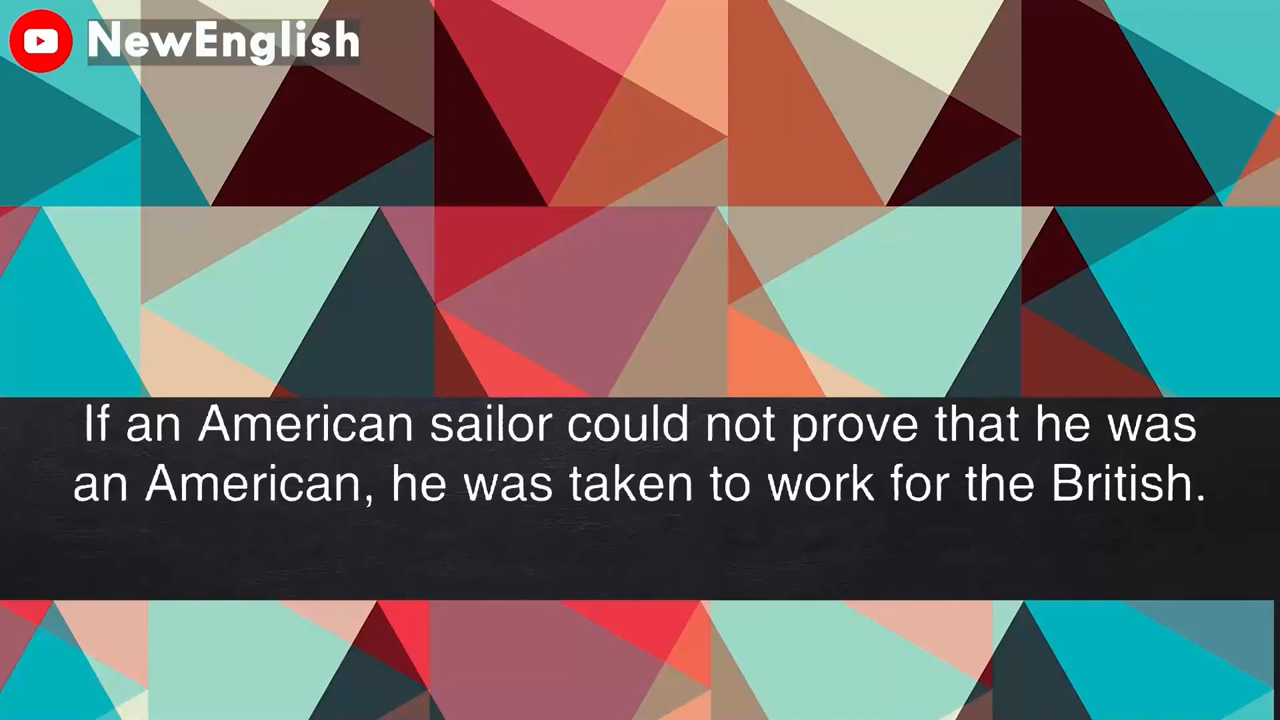 NewEnglish
If an American sailor could not prove that he was
an American, he was taken to work for the British.